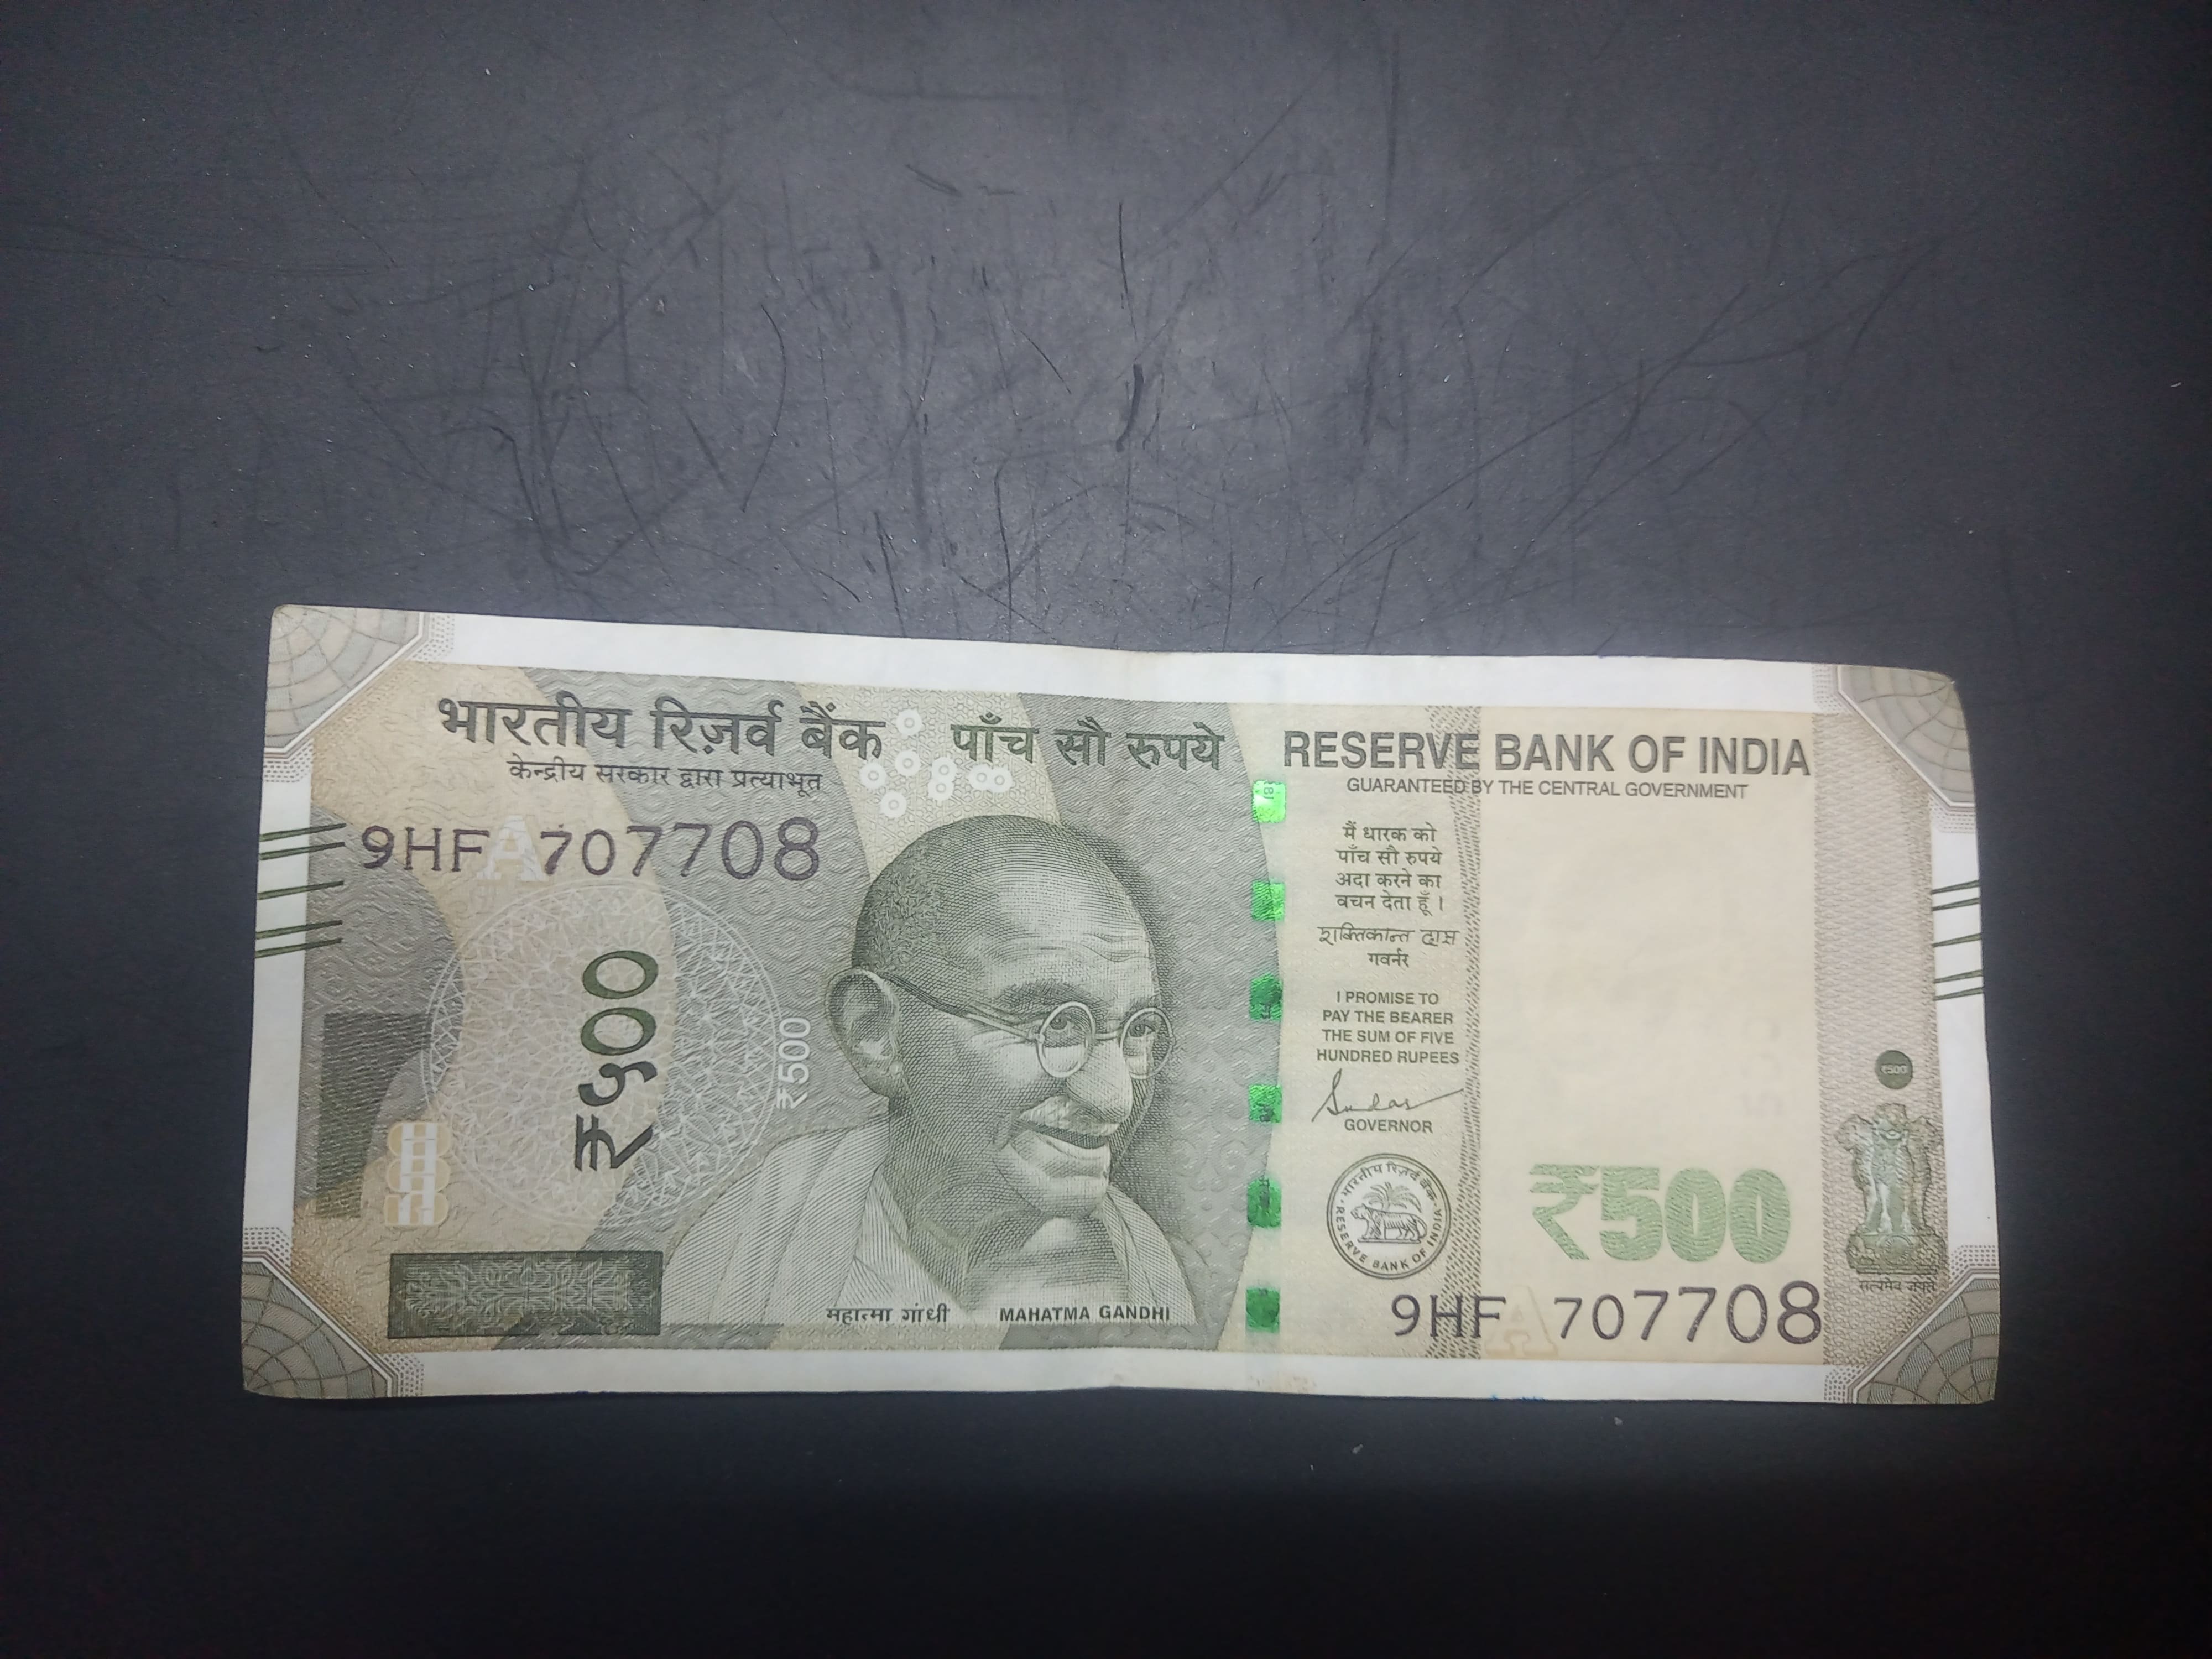 भारतीय रिज़र्व बैंक
केन्द्रीय सरकार द्वारा प्रत्याभूत
पाँच सौ रुपये
RESERVE BANK OF INDIA
GUARANTEED BY THE CENTRAL GOVERNMENT
9HF 707708
₹५००
₹500
मैं धारक को
पाँच सौ रुपये
अदा करने का
वचन देता हूँ ।
शक्तिकान्त दास
गवर्नर
I PROMISE TO
PAY THE BEARER
THE SUM OF FIVE
HUNDRED RUPEES
GOVERNOR
भारतीय रिज़र्व बैंक
RESERVE BANK OF INDIA
₹500
₹500
सत्यमेव जयते
9HF 707708
महात्मा गांधी
MAHATMA GANDHI